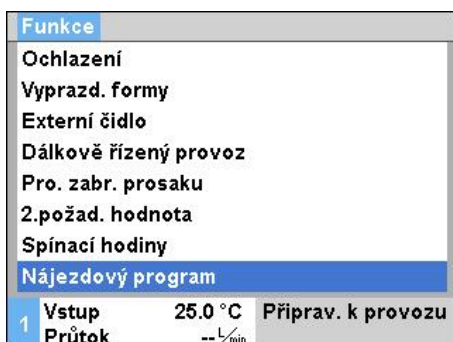 Funkce
Ochlazení
Vyprazd. formy
Externí čidlo
Dálkově řízený provoz
Pro. zabr. prosaku
2.požad. hodnota
Spínací hodiny
Nájezdový program
1 Vstup 25.0 °C Připrav. k provozu
Průtok -- L/min